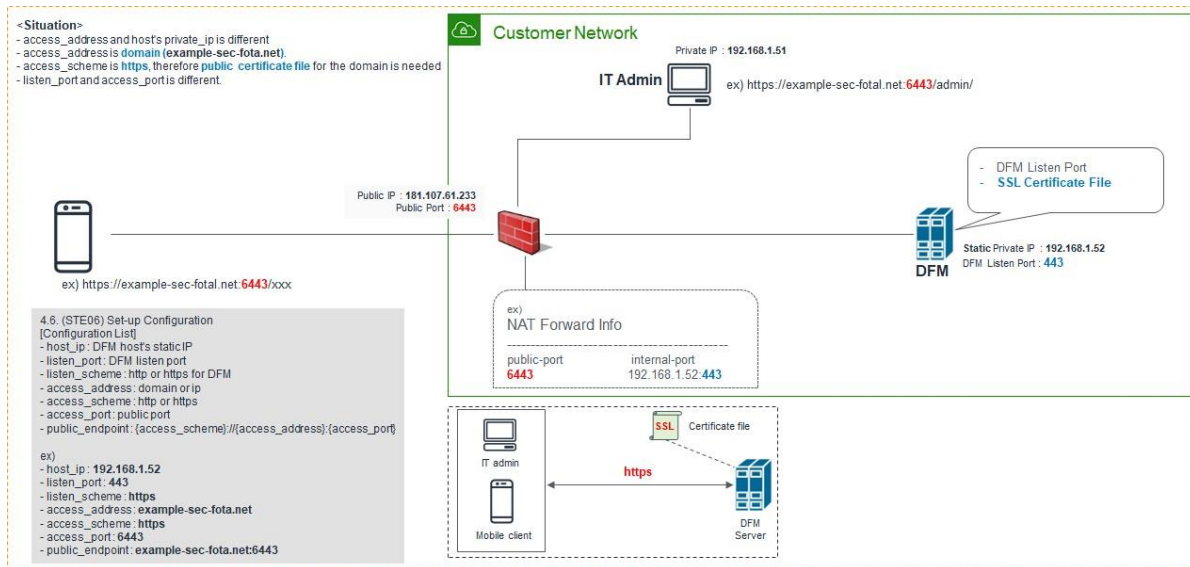 <Situation>
- access_address and host's private_ip is different
- access_address is domain (example-sec-fota.net).
- access_scheme is https, therefore public certificate file for the domain is needed
- listen_port and access_port is different.
Customer Network
Private IP : 192.168.1.51
IT Admin
ex) https://example-sec-fotal.net:6443/admin/
- DFM Listen Port
- SSL Certificate File
Public IP : 181.107.61.233
Public Port : 6443
Static Private IP : 192.168.1.52
DFM Listen Port : 443
DFM
ex) https://example-sec-fotal.net:6443/xxx
ex)
NAT Forward Info
public-port internal-port
6443 192.168.1.52:443
4.6. (STE06) Set-up Configuration
[Configuration List]
- host_ip : DFM host's static IP
- listen_port : DFM listen port
- listen_scheme : http or https for DFM
- access_address : domain or ip
- access_scheme : http or https
- access_port : public port
- public_endpoint : {access_scheme}://{access_address}:{access_port}
ex)
- host_ip : 192.168.1.52
- listen_port : 443
- listen_scheme : https
- access_address : example-sec-fota.net
- access_scheme : https
- access_port : 6443
- public_endpoint : example-sec-fota.net:6443
SSL Certificate file
IT admin
https
Mobile client
DFM
Server